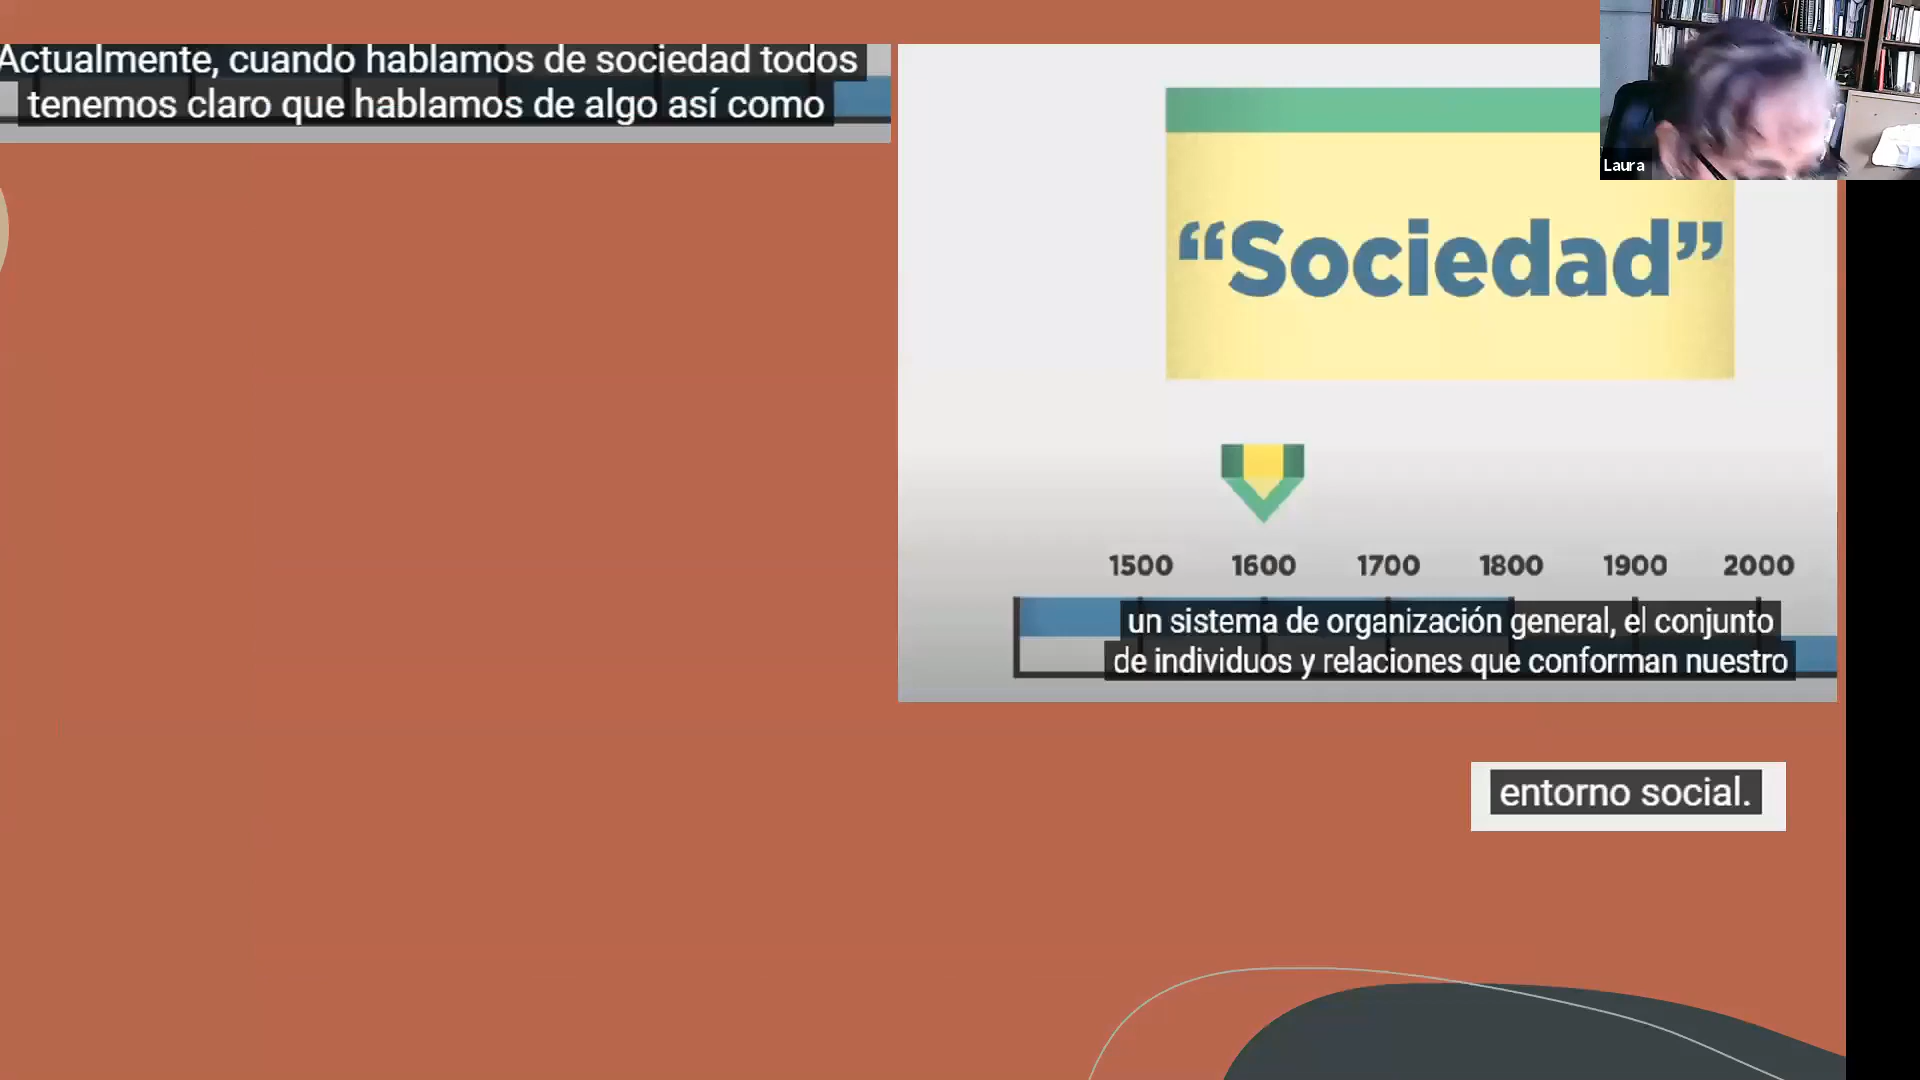 Actualmente, cuando hablamos de sociedad todos
tenemos claro que hablamos de algo así como
Laura
“Sociedad”
1500 1600 1700 1800 1900 2000
un sistema de organización general, el conjunto
de individuos y relaciones que conforman nuestro
entorno social.